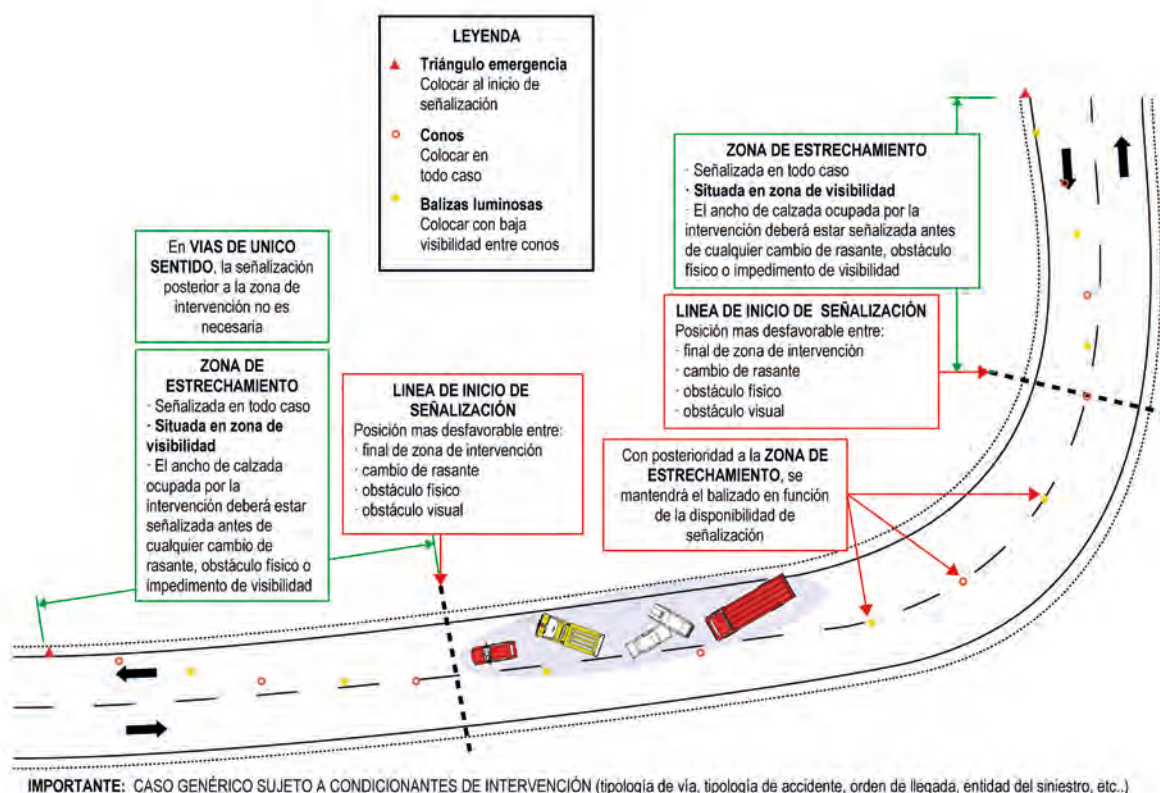 LEYENDA
Triángulo emergencia
Colocar al inicio de
señalización
Conos
Colocar en
todo caso
Balizas luminosas
Colocar con baja
visibilidad entre conos
ZONA DE ESTRECHAMIENTO
· Señalizada en todo caso
· Situada en zona de visibilidad
· El ancho de calzada ocupada por la
intervención deberá estar señalizada antes
de cualquier cambio de rasante, obstáculo
físico o impedimento de visibilidad
En VIAS DE UNICO
SENTIDO, la señalización
posterior a la zona de
intervención no es
necesaria
LINEA DE INICIO DE SEÑALIZACIÓN
Posición mas desfavorable entre:
· final de zona de intervención
· cambio de rasante
· obstáculo físico
· obstáculo visual
ZONA DE
ESTRECHAMIENTO
· Señalizada en todo caso
· Situada en zona de
visibilidad
· El ancho de calzada
ocupada por la
intervención deberá estar
señalizada antes de
cualquier cambio de
rasante, obstáculo físico o
impedimento de visibilidad
LINEA DE INICIO DE
SEÑALIZACIÓN
Posición mas desfavorable entre:
· final de zona de intervención
· cambio de rasante
· obstáculo físico
· obstáculo visual
Con posterioridad a la ZONA DE
ESTRECHAMIENTO, se
mantendrá el balizado en función
de la disponibilidad de
señalización
IMPORTANTE: CASO GENÉRICO SUJETO A CONDICIONANTES DE INTERVENCIÓN (tipología de vía, tipología de accidente, orden de llegada, entidad del siniestro, etc..)